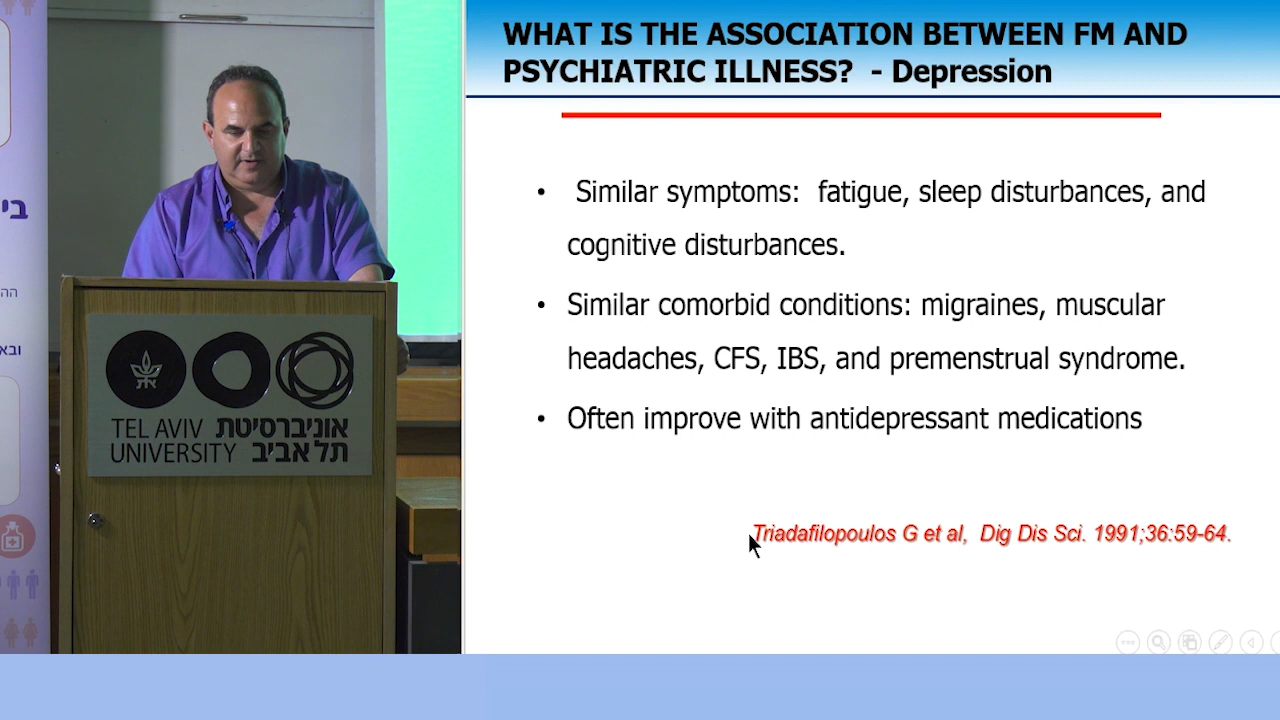 WHAT IS THE ASSOCIATION BETWEEN FM AND
PSYCHIATRIC ILLNESS?  - Depression
• Similar symptoms:  fatigue, sleep disturbances, and
cognitive disturbances.
• Similar comorbid conditions: migraines, muscular
headaches, CFS, IBS, and premenstrual syndrome.
• Often improve with antidepressant medications
Triadafilopoulos G et al,  Dig Dis Sci. 1991;36:59-64.
TEL AVIV אוניברסיטת
UNIVERSITY תל אביב